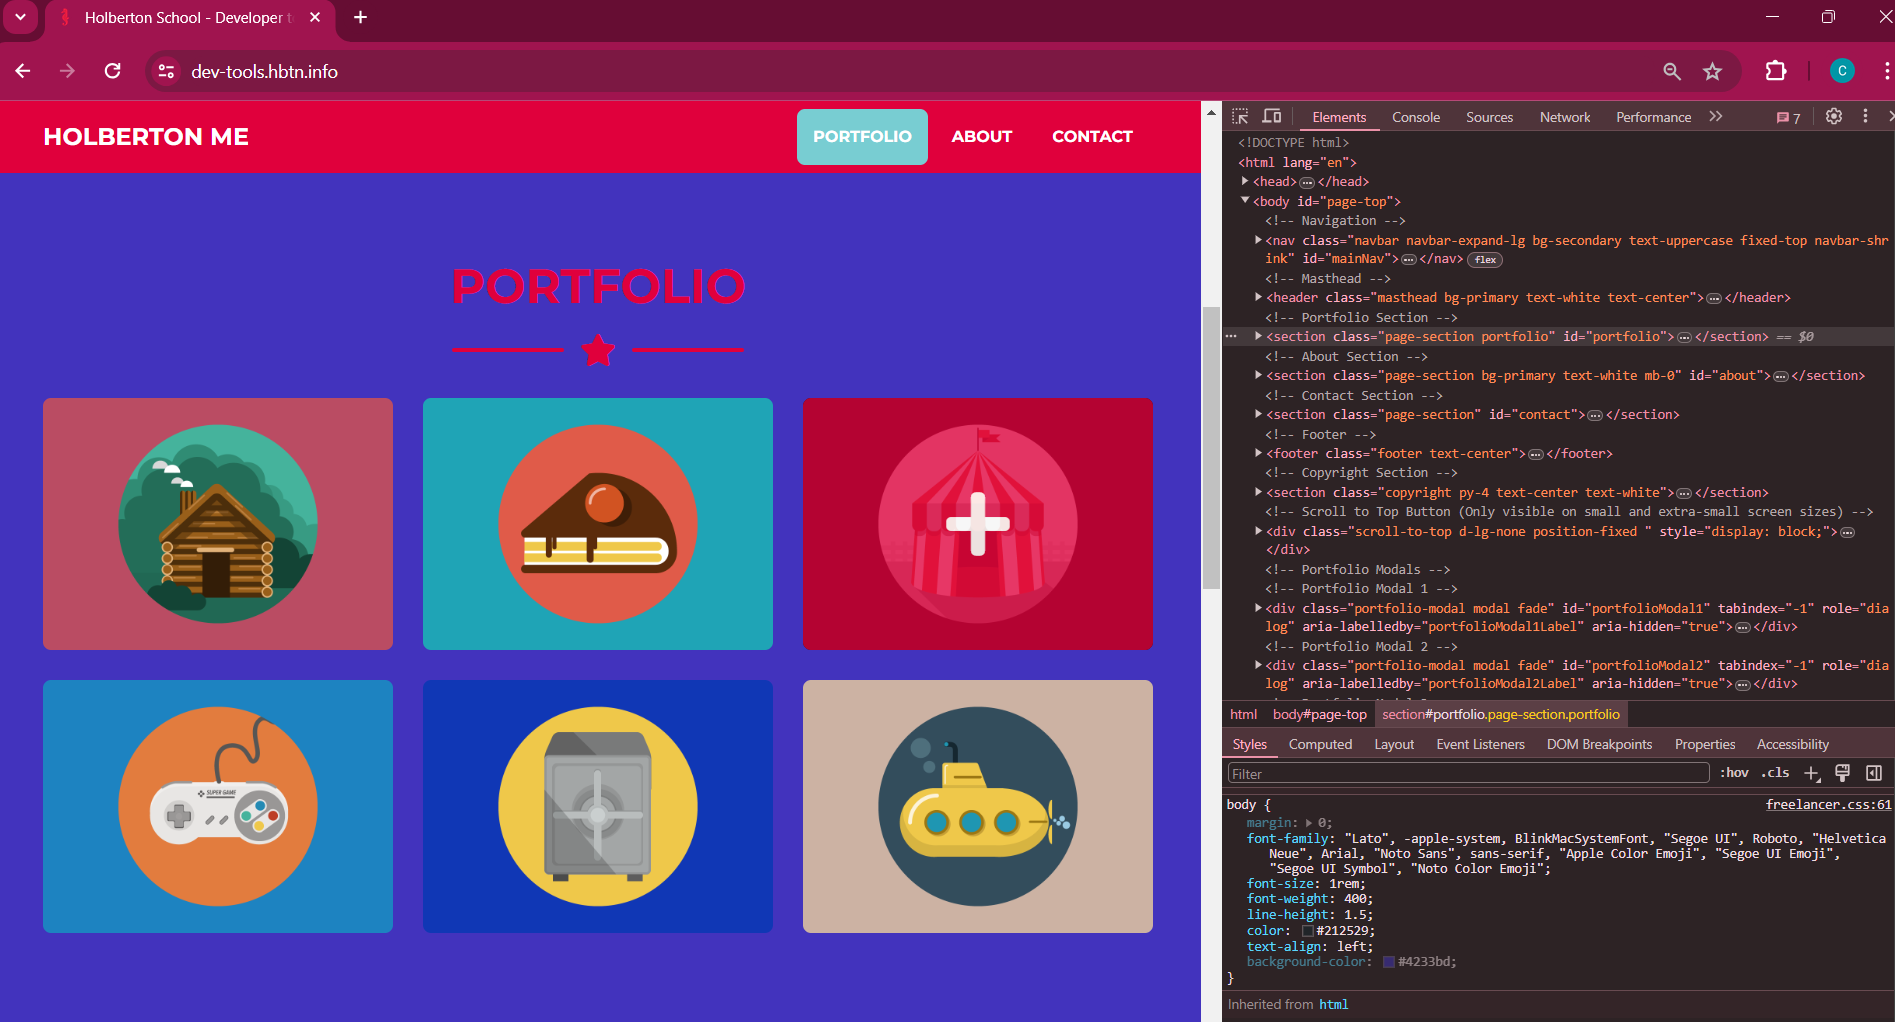 Holberton School - Developer t
dev-tools.hbtn.info
C
HOLBERTON ME
PORTFOLIO
ABOUT
CONTACT
PORTFOLIO
SUPER GAME
Elements
Console
Sources
Network
Performance
7
<!DOCTYPE html>
<html lang="en">
<head>…</head>
<body id="page-top">
<!-- Navigation -->
<nav class="navbar navbar-expand-lg bg-secondary text-uppercase fixed-top navbar-shr
ink" id="mainNav">…</nav> flex
<!-- Masthead -->
<header class="masthead bg-primary text-white text-center">…</header>
<!-- Portfolio Section -->
<section class="page-section portfolio" id="portfolio">…</section> == $0
<!-- About Section -->
<section class="page-section bg-primary text-white mb-0" id="about">…</section>
<!-- Contact Section -->
<section class="page-section" id="contact">…</section>
<!-- Footer -->
<footer class="footer text-center">…</footer>
<!-- Copyright Section -->
<section class="copyright py-4 text-center text-white">…</section>
<!-- Scroll to Top Button (Only visible on small and extra-small screen sizes) -->
<div class="scroll-to-top d-lg-none position-fixed " style="display: block;">…
</div>
<!-- Portfolio Modals -->
<!-- Portfolio Modal 1 -->
<div class="portfolio-modal modal fade" id="portfolioModal1" tabindex="-1" role="dia
log" aria-labelledby="portfolioModal1Label" aria-hidden="true">…</div>
<!-- Portfolio Modal 2 -->
<div class="portfolio-modal modal fade" id="portfolioModal2" tabindex="-1" role="dia
log" aria-labelledby="portfolioModal2Label" aria-hidden="true">…</div>
html body#page-top section#portfolio.page-section.portfolio
Styles
Computed
Layout
Event Listeners
DOM Breakpoints
Properties
Accessibility
Filter
:hov .cls
body {
freelancer.css:61
margin: 0;
font-family: "Lato", -apple-system, BlinkMacSystemFont, "Segoe UI", Roboto, "Helvetica
Neue", Arial, "Noto Sans", sans-serif, "Apple Color Emoji", "Segoe UI Emoji",
"Segoe UI Symbol", "Noto Color Emoji";
font-size: 1rem;
font-weight: 400;
line-height: 1.5;
color: #212529;
text-align: left;
background-color: #4233bd;
}
Inherited from html